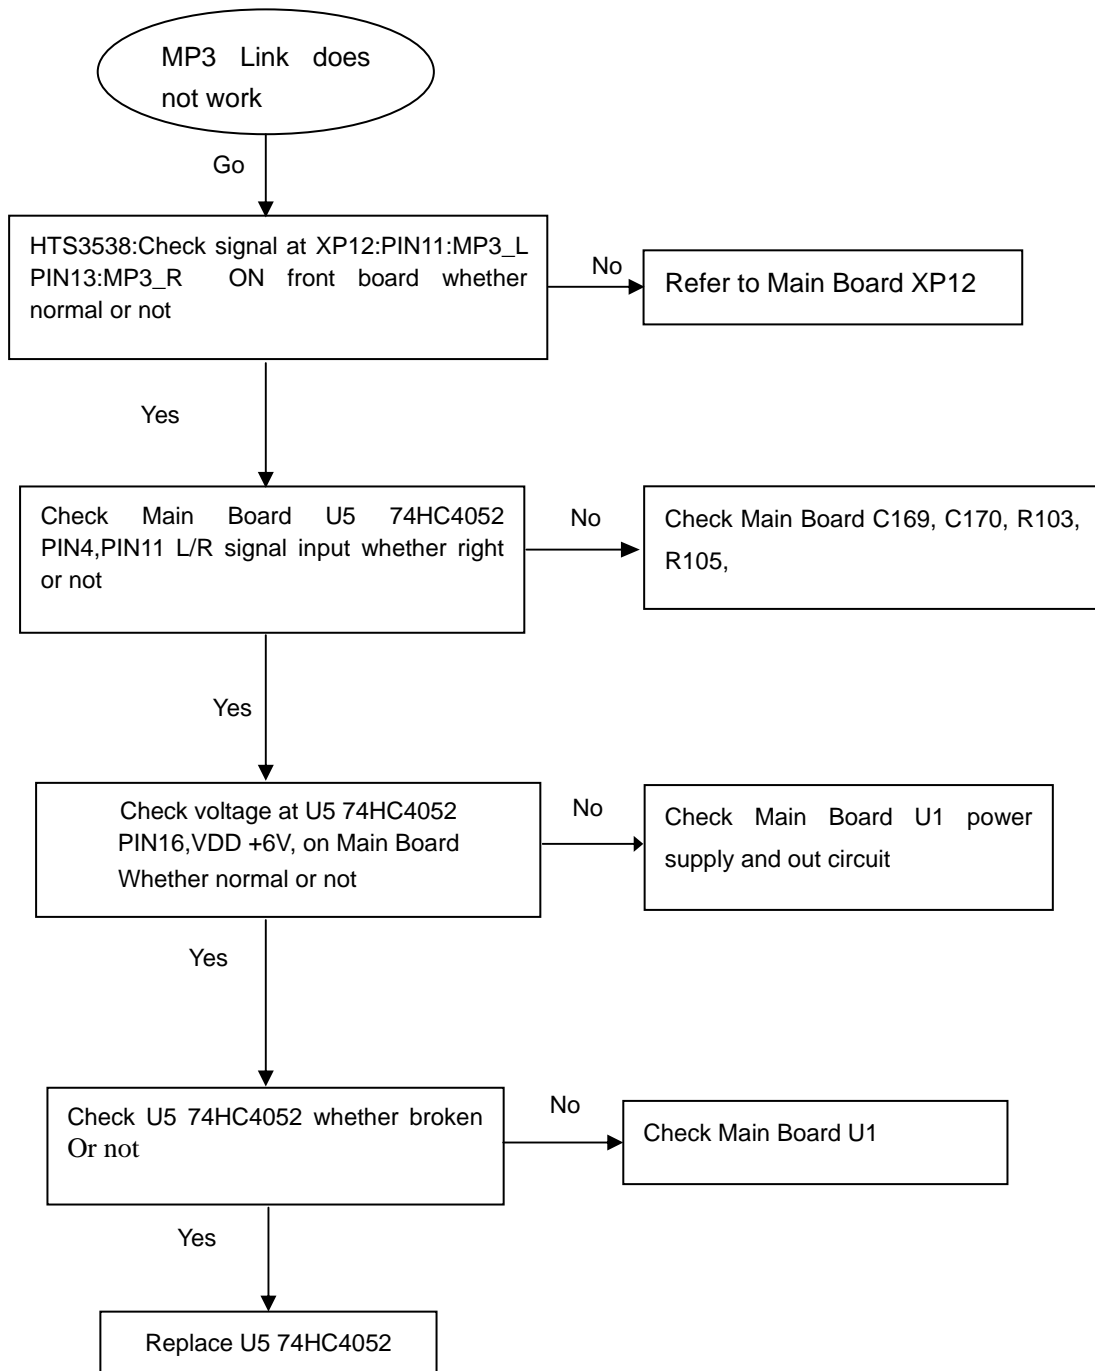 MP3 Link does
not work
Go
HTS3538:Check signal at XP12:PIN11:MP3_L
PIN13:MP3_R ON front board whether
normal or not
No
Refer to Main Board XP12
Yes
Check Main Board U5 74HC4052
PIN4,PIN11 L/R signal input whether right
or not
No
Check Main Board C169, C170, R103,
R105,
Yes
Check voltage at U5 74HC4052
PIN16,VDD +6V, on Main Board
Whether normal or not
No
Check Main Board U1 power
supply and out circuit
Yes
Check U5 74HC4052 whether broken
Or not
No
Check Main Board U1
Yes
Replace U5 74HC4052